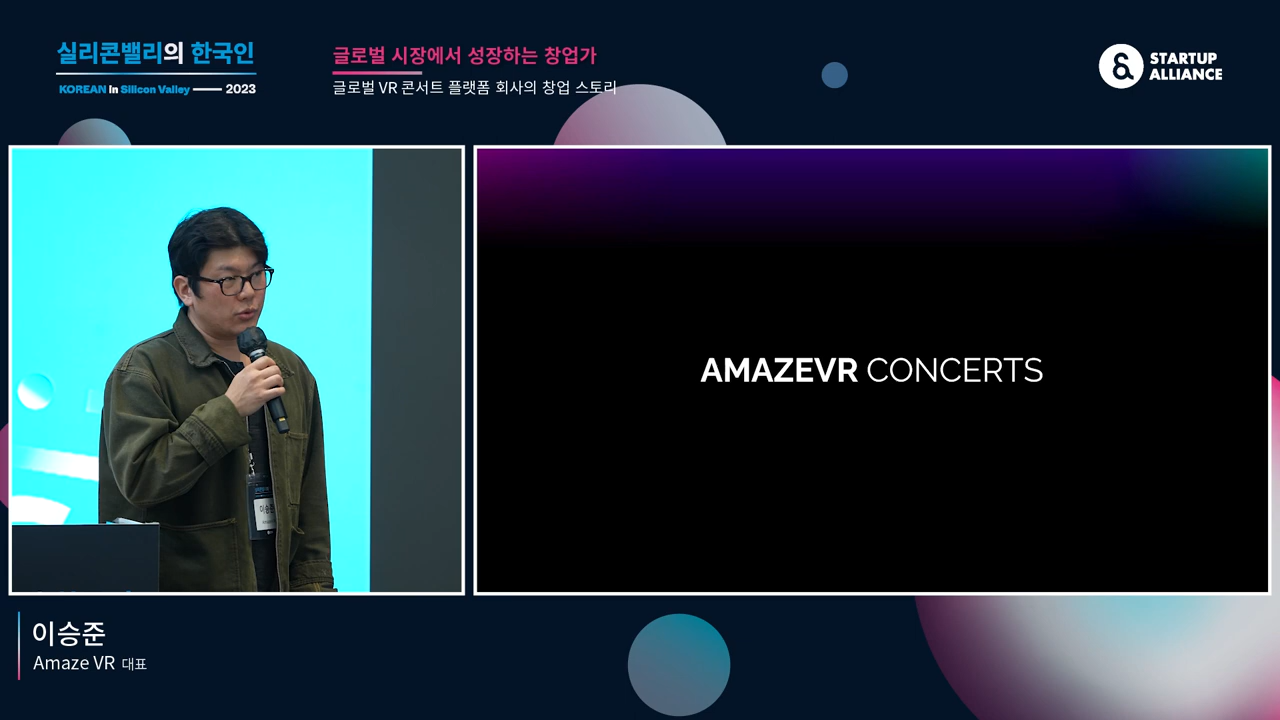 실리콘밸리의 한국인
KOREAN In Silicon Valley 2023
글로벌 시장에서 성장하는 창업가
글로벌 VR 콘서트 플랫폼 회사의 창업 스토리
STARTUP
ALLIANCE
AMAZEVR CONCERTS
이승준
Amaze VR 대표